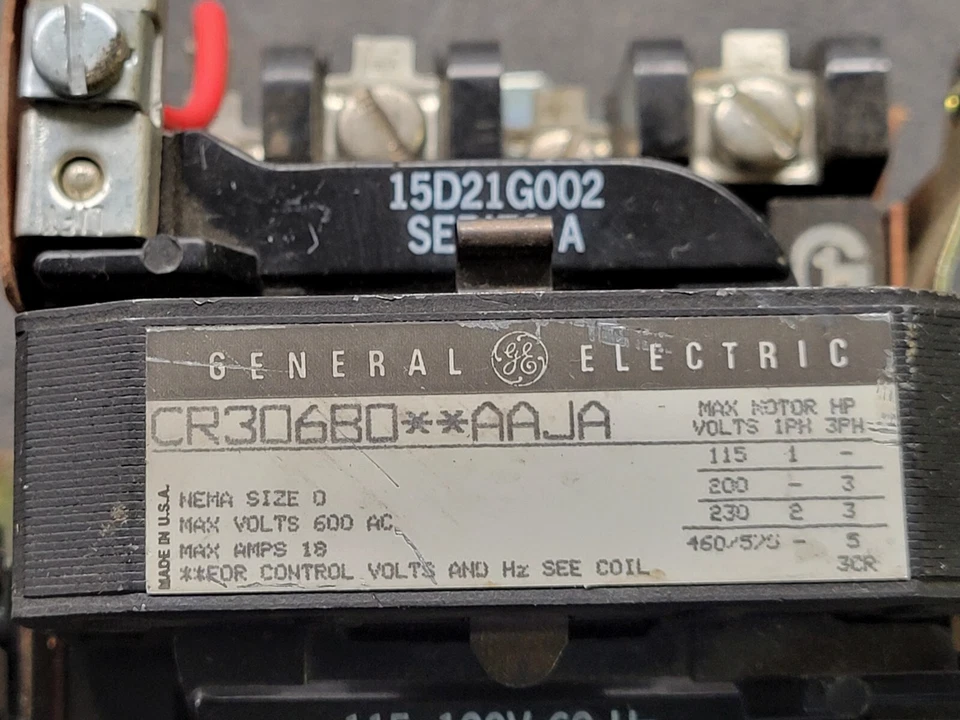 15D21G002
A
GENERAL GE ELECTRIC
CR306B0**AAJA
MAX MOTOR HP
VOLTS 1PH 3PH
115 1 -
200 - 3
230 2 3
460/575 - 5
3CR
MADE IN U.S.A.
NEMA SIZE 0
MAX VOLTS 600 AC
MAX AMPS 18
**FOR CONTROL VOLTS AND Hz SEE COIL